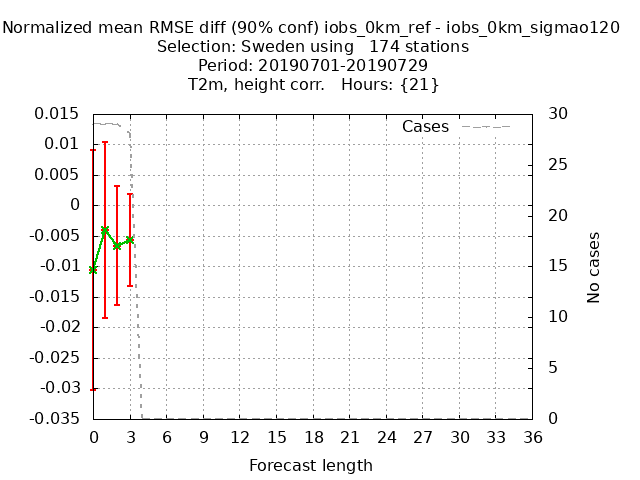 Normalized mean RMSE diff (90% conf) iobs_0km_ref - iobs_0km_sigmao120
Selection: Sweden using   174 stations
Period: 20190701-20190729
T2m, height corr.   Hours: {21}
Cases
0.015
0.01
0.005
0
-0.005
-0.01
-0.015
-0.02
-0.025
-0.03
-0.035
30
25
20
15
10
5
0
No cases
0 3 6 9 12 15 18 21 24 27 30 33 36
Forecast length